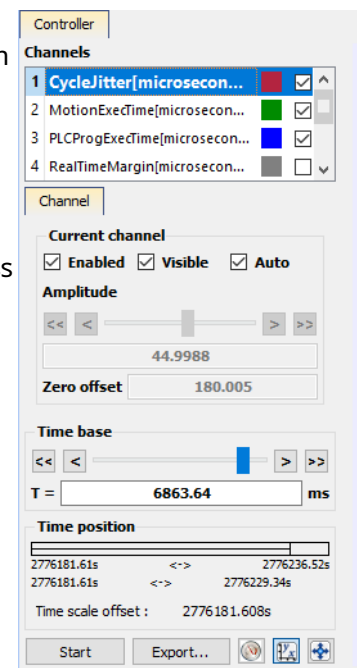 Controller
n
Channels
1 CycleJitter[microsecon...
2 MotionExecTime[microsecon...
3 PLCProgExecTime[microsecon...
4 RealTimeMargin[microsecon...
Channel
s
Current channel
Enabled Visible Auto
Amplitude
<< < > >>
44.9988
Zero offset 180.005
Time base
<< < > >>
T = 6863.64 ms
Time position
2776181.61s <-> 2776236.52s
2776181.61s <-> 2776229.34s
Time scale offset : 2776181.608s
Start Export...